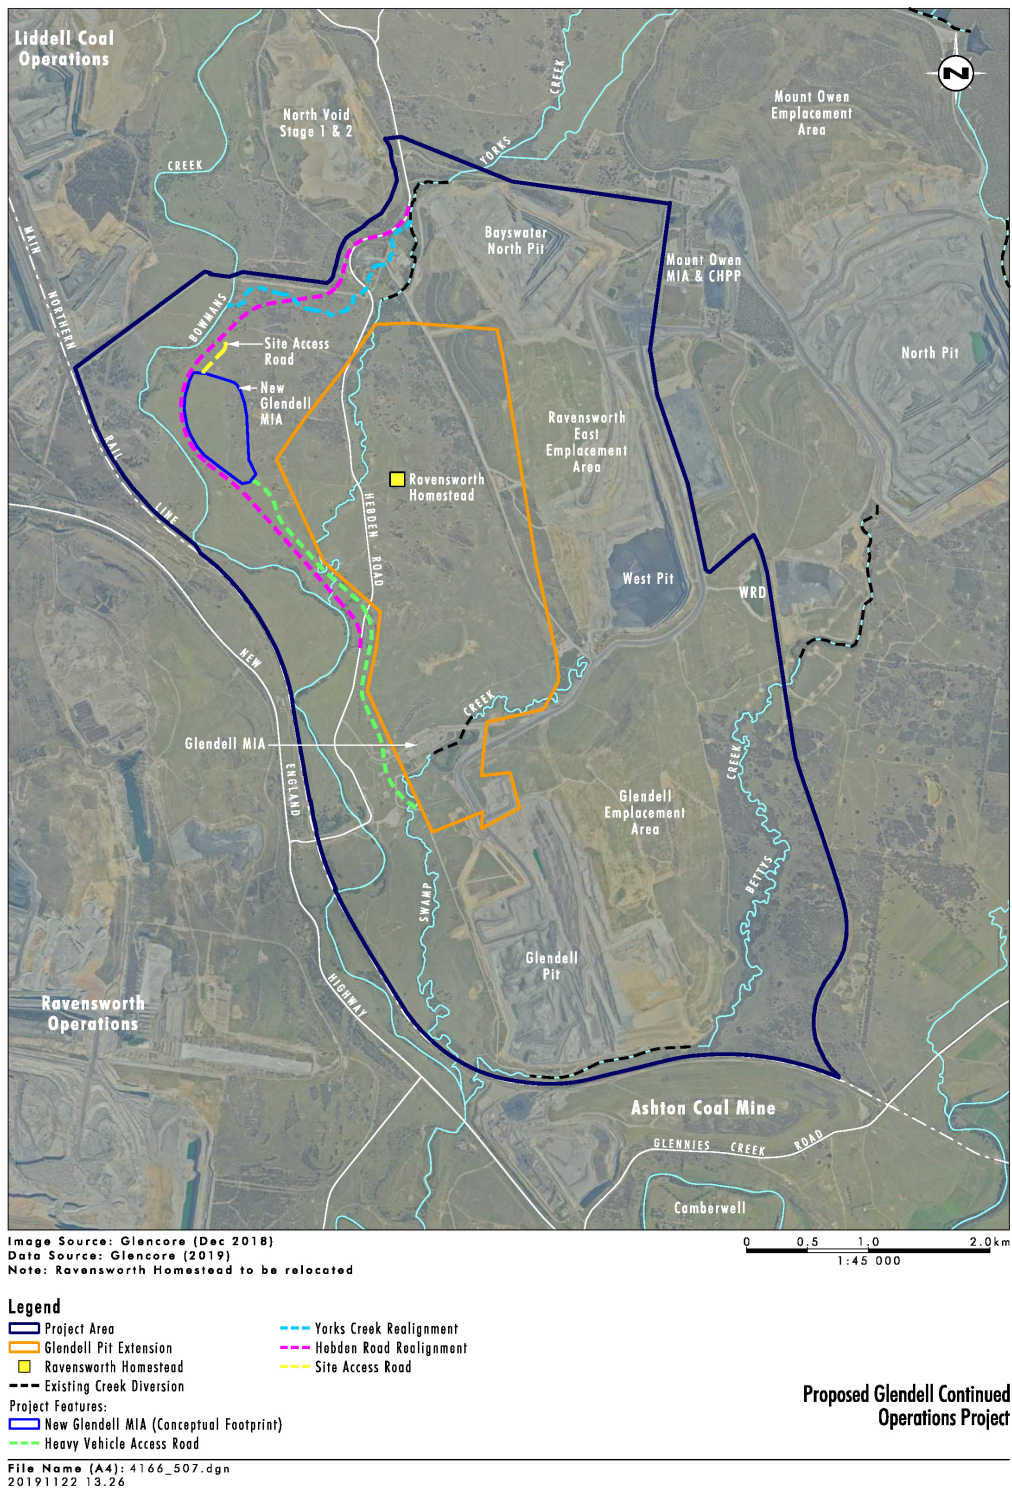 Liddell Coal
Operations
North Void
Stage 1 & 2
CREEK
YORKS
CREEK
N
Mount Owen
Emplacement
Area
Bayswater
North Pit
Mount Owen
MIA & CHPP
North Pit
MAIN
NORTHERN
RAIL
LINE
BOWMANS
Site Access
Road
New
Glendell
MIA
Ravensworth
East
Emplacement
Area
Ravensworth
Homestead
HEBDEN
ROAD
West Pit
WRD
NEW
ENGLAND
HIGHWAY
CREEK
Glendell MIA
Glendell
Emplacement
Area
CREEK
BETTYS
SWAMP
Glendell
Pit
Ravensworth
Operations
Ashton Coal Mine
GLENNIES CREEK ROAD
Camberwell
Image Source: Glencore (Dec 2018)
Data Source: Glencore (2019)
Note: Ravensworth Homestead to be relocated
0 0.5 1.0 2.0km
1:45 000
Legend
Project Area
Glendell Pit Extension
Ravensworth Homestead
Existing Creek Diversion
Project Features:
New Glendell MIA (Conceptual Footprint)
Heavy Vehicle Access Road
Yorks Creek Realignment
Hebden Road Realignment
Site Access Road
Proposed Glendell Continued
Operations Project
File Name (A4): 4166_507.dgn
20191122 13.26